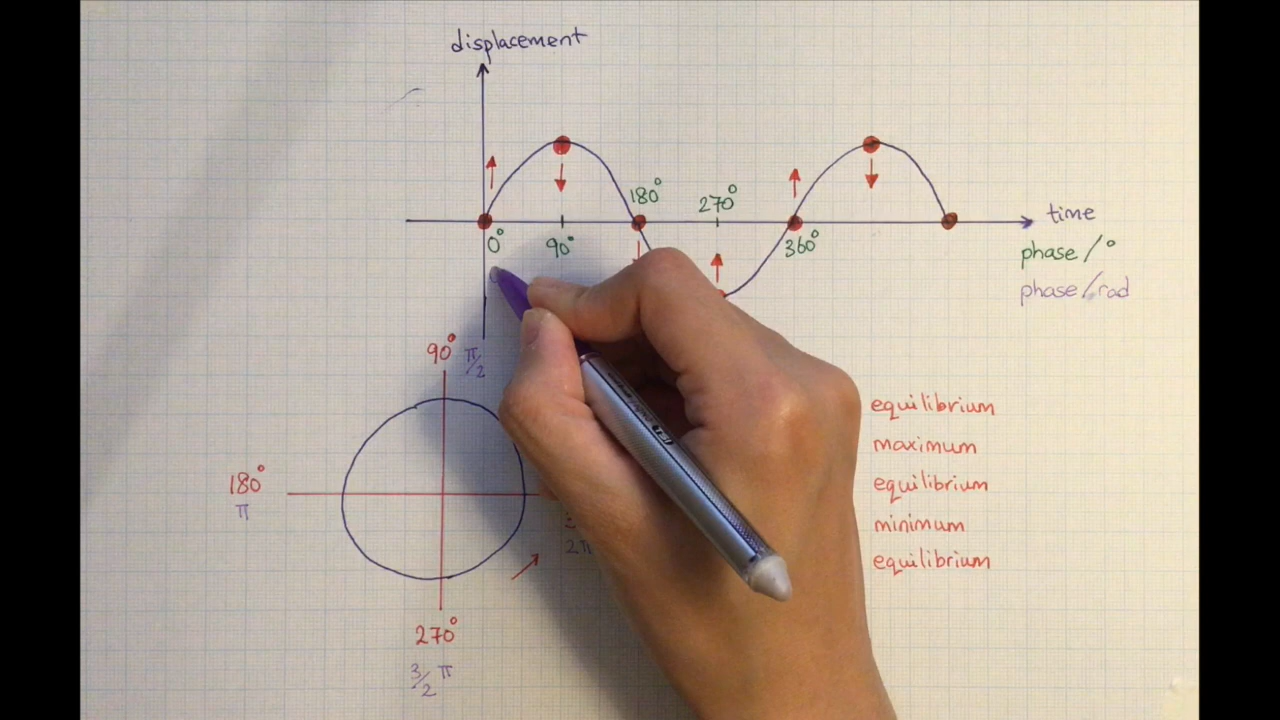 displacement
180°
270°
time
0°
90°
360°
phase/°
phase/rad
90°
π/2
equilibrium
maximum
180°
equilibrium
π
2π
minimum
equilibrium
270°
3/2 π